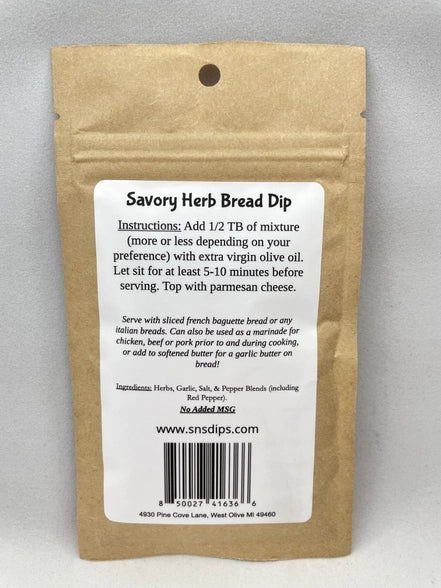 Savory Herb Bread Dip
Instructions: Add 1/2 TB of mixture
(more or less depending on your
preference) with extra virgin olive oil.
Let sit for at least 5-10 minutes before
serving. Top with parmesan cheese.
Serve with sliced french baguette bread or any
italian breads. Can also be used as a marinade for
chicken, beef or pork prior to and during cooking,
or add to softened butter for a garlic butter on
bread!
Ingredients: Herbs, Garlic, Salt, & Pepper Blends (including
Red Pepper).
No Added MSG
www.snsdips.com
8 50027 41636 6
4930 Pine Cove Lane, West Olive MI 49460